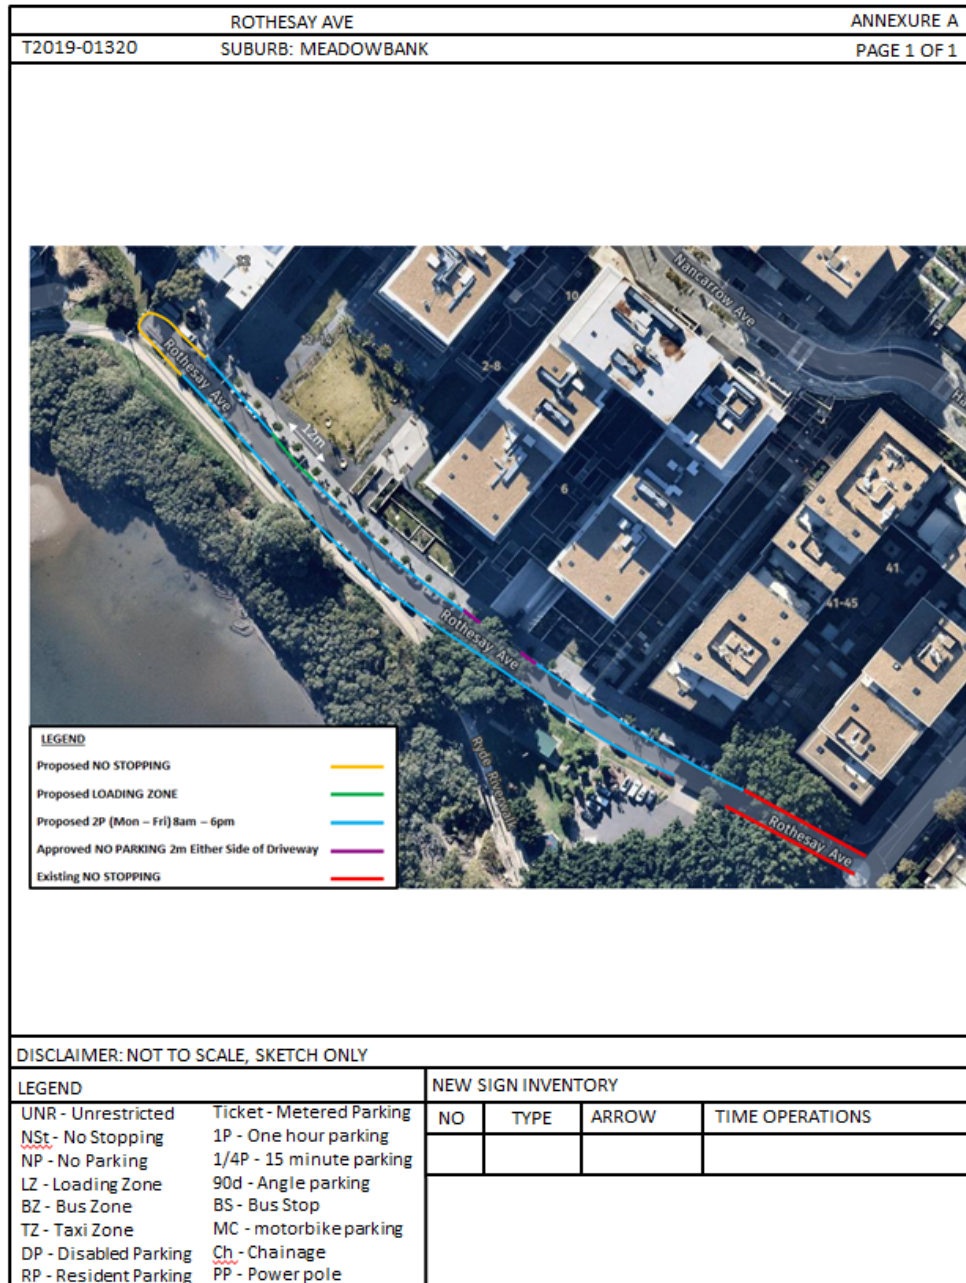 ROTHESAY AVE ANNEXURE A
T2019-01320 SUBURB: MEADOWBANK PAGE 1 OF 1
12
10
Nancarrow Ave
12-14
2-8
Rothesay Ave
12m
6
41
41-45
Rothesay Ave
Ryde Riverwalk
Rothesay Ave
LEGEND
Proposed NO STOPPING
Proposed LOADING ZONE
Proposed 2P (Mon – Fri) 8am – 6pm
Approved NO PARKING 2m Either Side of Driveway
Existing NO STOPPING
DISCLAIMER: NOT TO SCALE, SKETCH ONLY
LEGEND
UNR - Unrestricted Ticket - Metered Parking
NSt - No Stopping 1P - One hour parking
NP - No Parking 1/4P - 15 minute parking
LZ - Loading Zone 90d - Angle parking
BZ - Bus Zone BS - Bus Stop
TZ - Taxi Zone MC - motorbike parking
DP - Disabled Parking Ch - Chainage
RP - Resident Parking PP - Power pole
NEW SIGN INVENTORY
NO TYPE ARROW TIME OPERATIONS